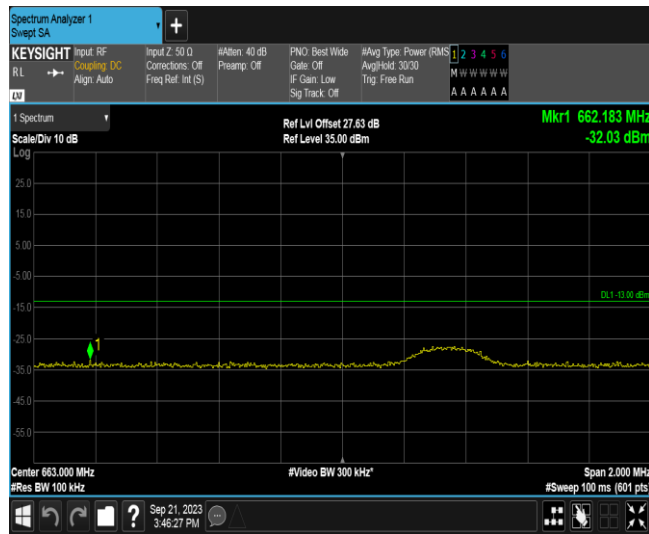 Spectrum Analyzer 1
Swept SA
+
KEYSIGHT Input: RF Input Z: 50 Ω #Atten: 40 dB PNO: Best Wide #Avg Type: Power (RMS 1 2 3 4 5 6
RL Coupling: DC Corrections: Off Preamp: Off Gate: Off Avg|Hold: 30/30 M W W W W W
Align: Auto Freq Ref: Int (S) IF Gain: Low Trig: Free Run
LXI Sig Track: Off A A A A A A
1 Spectrum Ref Lvl Offset 27.63 dB Mkr1 662.183 MHz
Scale/Div 10 dB Ref Level 35.00 dBm -32.03 dBm
Log
25.0
15.0
5.00
-5.00
DL1 -13.00 dBm
-15.0
-25.0
1
-35.0
-45.0
-55.0
Center 663.000 MHz #Video BW 300 kHz* Span 2.000 MHz
#Res BW 100 kHz #Sweep 100 ms (601 pts)
? Sep 21, 2023
3:46:27 PM